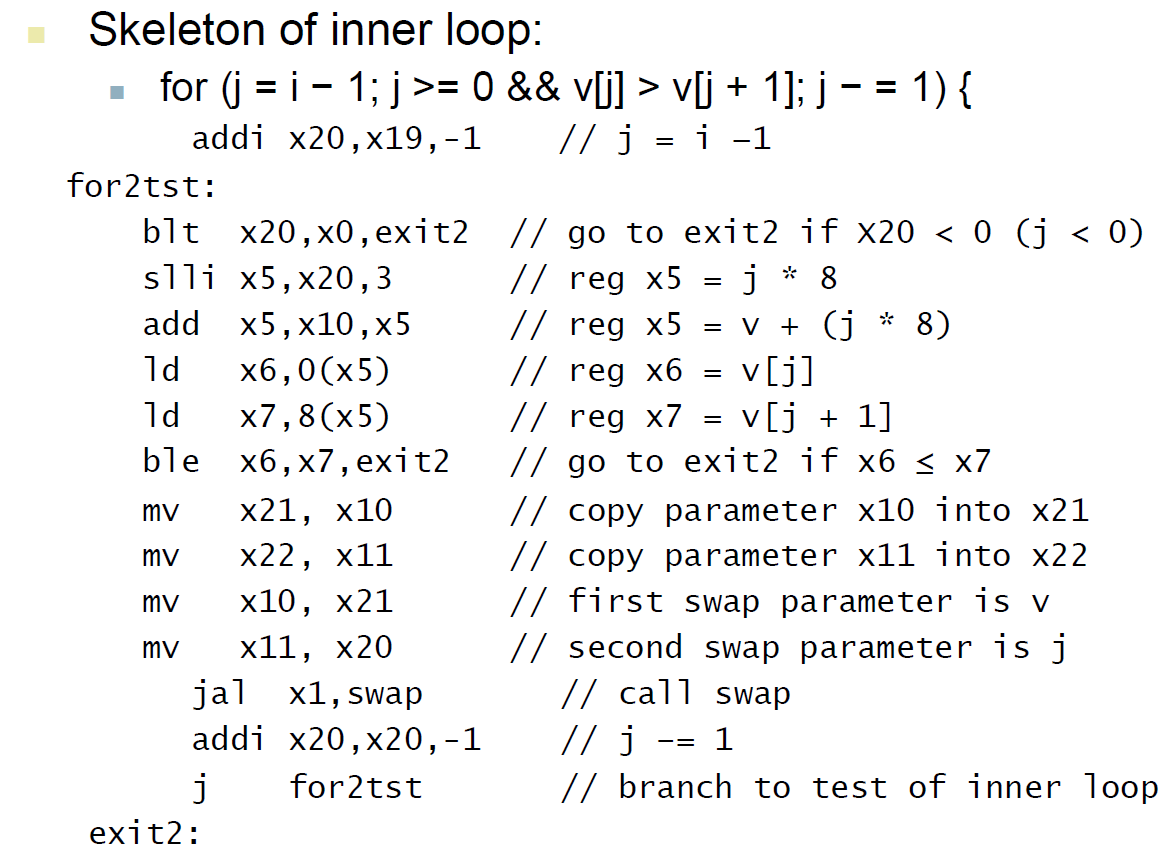 Skeleton of inner loop:
for (j = i − 1; j >= 0 && v[j] > v[j + 1]; j − = 1) {
addi x20,x19,-1 // j = i −1
for2tst:
blt x20,x0,exit2 // go to exit2 if X20 < 0 (j < 0)
slli x5,x20,3 // reg x5 = j * 8
add x5,x10,x5 // reg x5 = v + (j * 8)
ld x6,0(x5) // reg x6 = v[j]
ld x7,8(x5) // reg x7 = v[j + 1]
ble x6,x7,exit2 // go to exit2 if x6 ≤ x7
mv x21, x10 // copy parameter x10 into x21
mv x22, x11 // copy parameter x11 into x22
mv x10, x21 // first swap parameter is v
mv x11, x20 // second swap parameter is j
jal x1,swap // call swap
addi x20,x20,-1 // j -= 1
j for2tst // branch to test of inner loop
exit2: